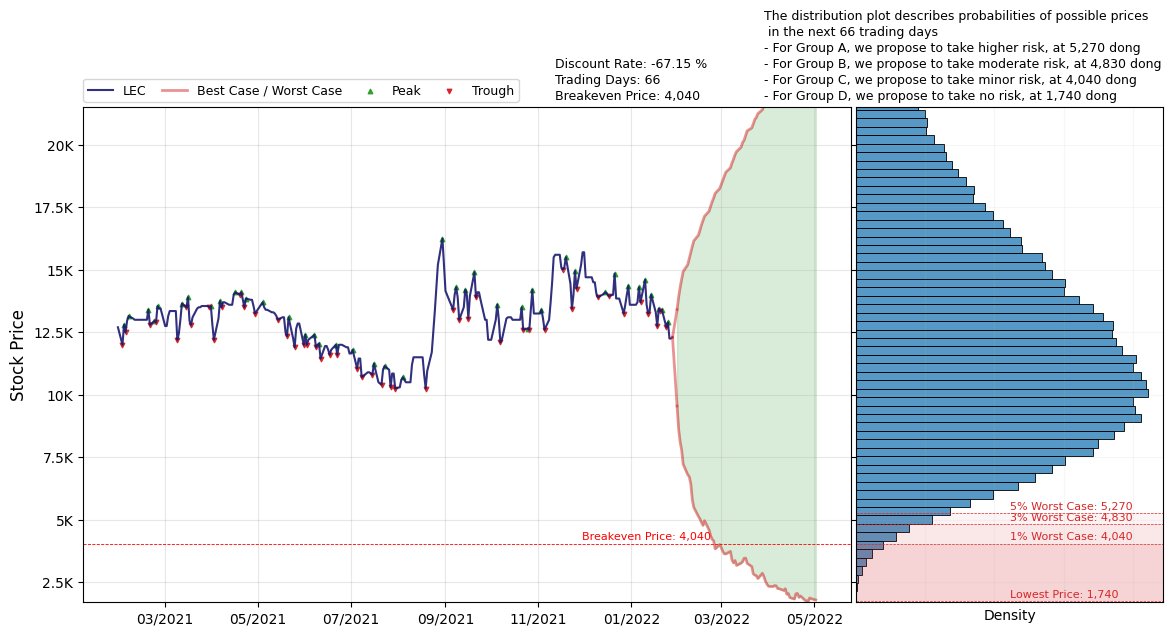 The distribution plot describes probabilities of possible prices
in the next 66 trading days
- For Group A, we propose to take higher risk, at 5,270 dong
- For Group B, we propose to take moderate risk, at 4,830 dong
- For Group C, we propose to take minor risk, at 4,040 dong
- For Group D, we propose to take no risk, at 1,740 dong
Discount Rate: -67.15 %
Trading Days: 66
Breakeven Price: 4,040
LEC
Best Case / Worst Case
Peak
Trough
Stock Price
20K
17.5K
15K
12.5K
10K
7.5K
5K
2.5K
Breakeven Price: 4,040
03/2021
05/2021
07/2021
09/2021
11/2021
01/2022
03/2022
05/2022
5% Worst Case: 5,270
3% Worst Case: 4,830
1% Worst Case: 4,040
Lowest Price: 1,740
Density